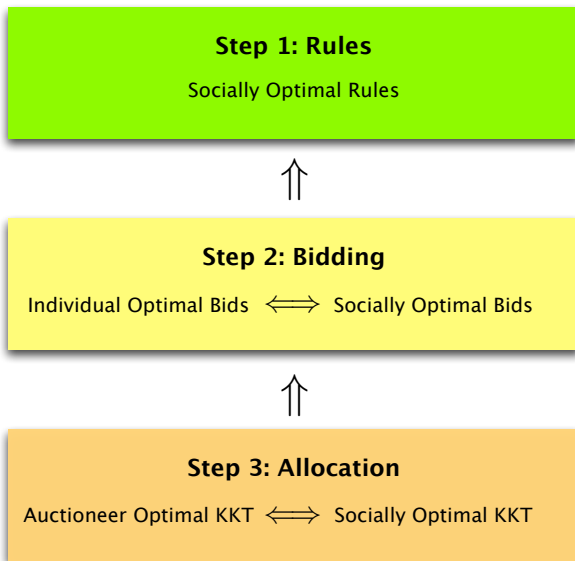 Step 1: Rules
Socially Optimal Rules
⇑
Step 2: Bidding
Individual Optimal Bids ⟺ Socially Optimal Bids
⇑
Step 3: Allocation
Auctioneer Optimal KKT ⟺ Socially Optimal KKT